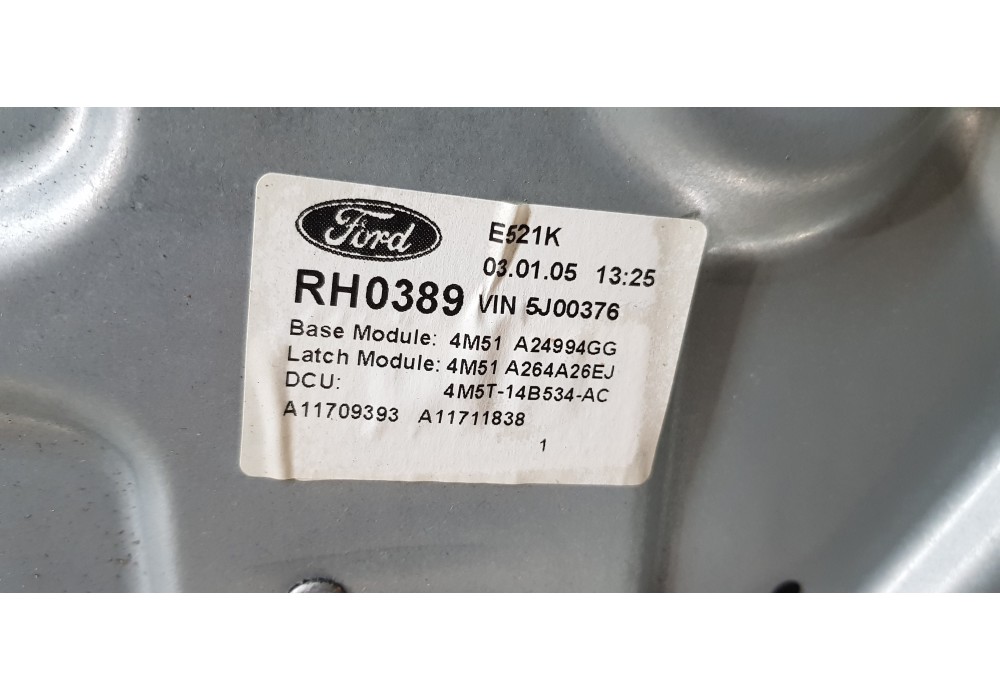 Ford
E521K
03.01.05 13:25
RH0389 VIN 5J00376
Base Module: 4M51 A24994GG
Latch Module: 4M51 A264A26EJ
DCU: 4M5T-14B534-AC
A11709393 A11711838
1